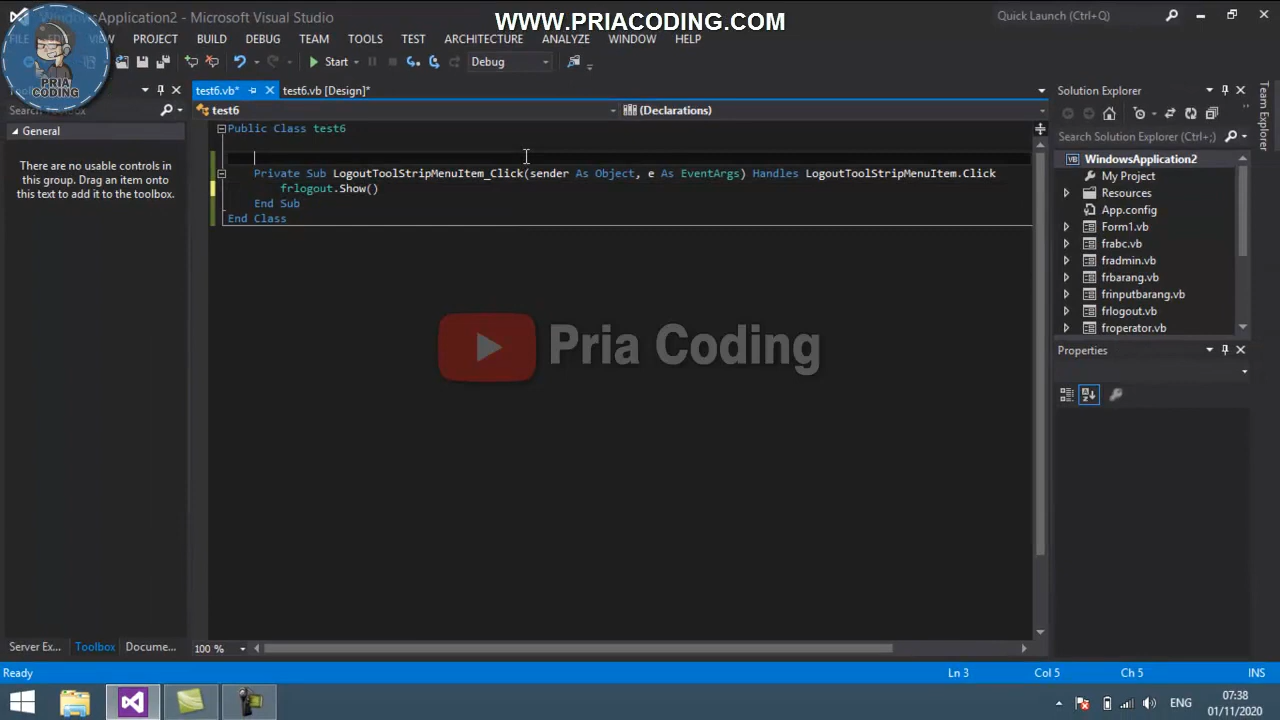 WindowsApplication2 - Microsoft Visual Studio
WWW.PRIACODING.COM
Quick Launch (Ctrl+Q)
FILE EDIT VIEW PROJECT BUILD DEBUG TEAM TOOLS TEST ARCHITECTURE ANALYZE WINDOW HELP
PRIA
CODING
Start
Debug
test6.vb*
test6.vb [Design]*
Solution Explorer
Team Explorer
test6
(Declarations)
General
There are no usable controls in
this group. Drag an item onto
this text to add it to the toolbox.
Public Class test6
Private Sub LogoutToolStripMenuItem_Click(sender As Object, e As EventArgs) Handles LogoutToolStripMenuItem.Click
frlogout.Show()
End Sub
End Class
Pria Coding
Search Solution Explorer (Ctrl+;)
WindowsApplication2
My Project
Resources
App.config
Form1.vb
frabc.vb
fradmin.vb
frbarang.vb
frinputbarang.vb
frlogout.vb
froperator.vb
Properties
Server Ex... Toolbox Docume...
100 %
Ready
Ln 3
Col 5
Ch 5
INS
ENG
07:38
01/11/2020